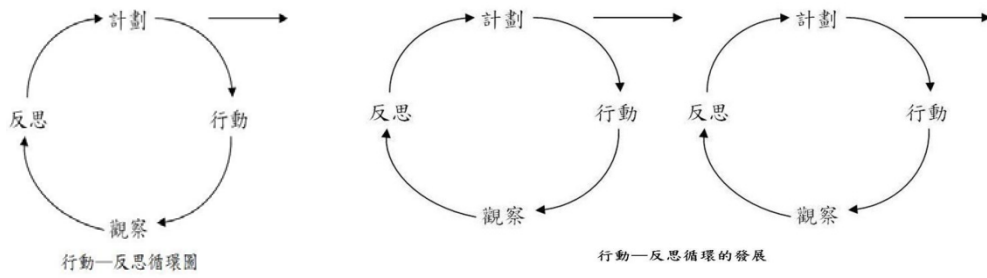 計劃
反思
行動
觀察
行動—反思循環圖
計劃
反思
行動
觀察
計劃
反思
行動
觀察
行動—反思循環的發展